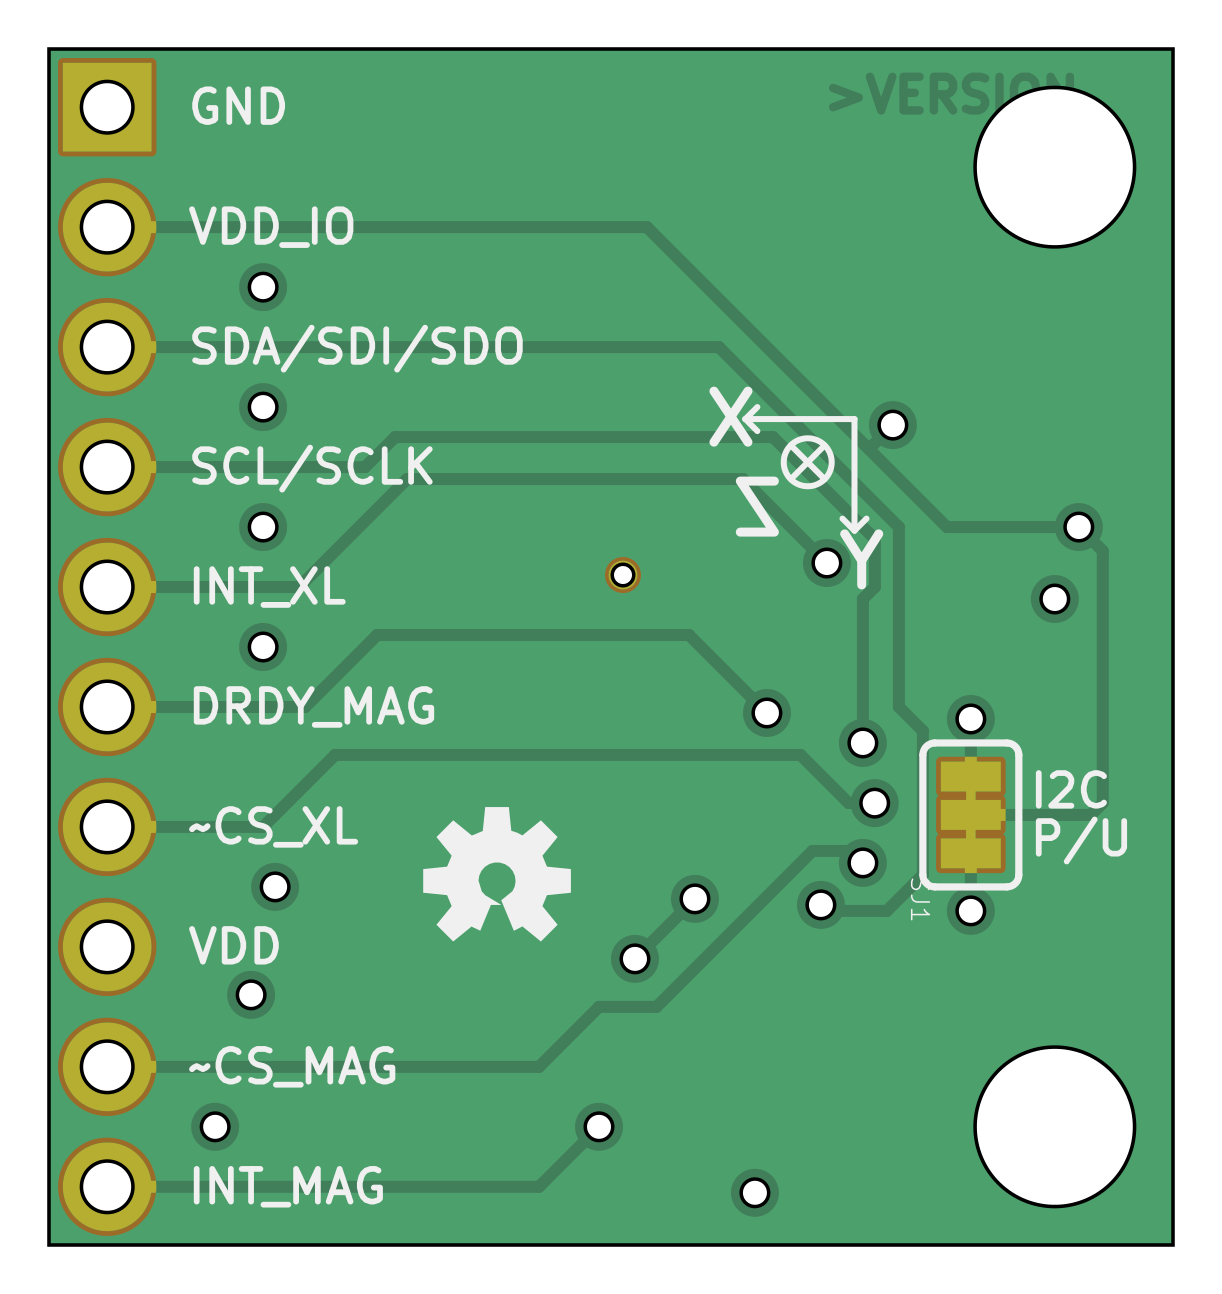 >VERSION
GND
VDD_IO
SDA/SDI/SDO
X
SCL/SCLK
Z
Y
INT_XL
DRDY_MAG
I2C
P/U
~CS_XL
SJ1
VDD
~CS_MAG
INT_MAG